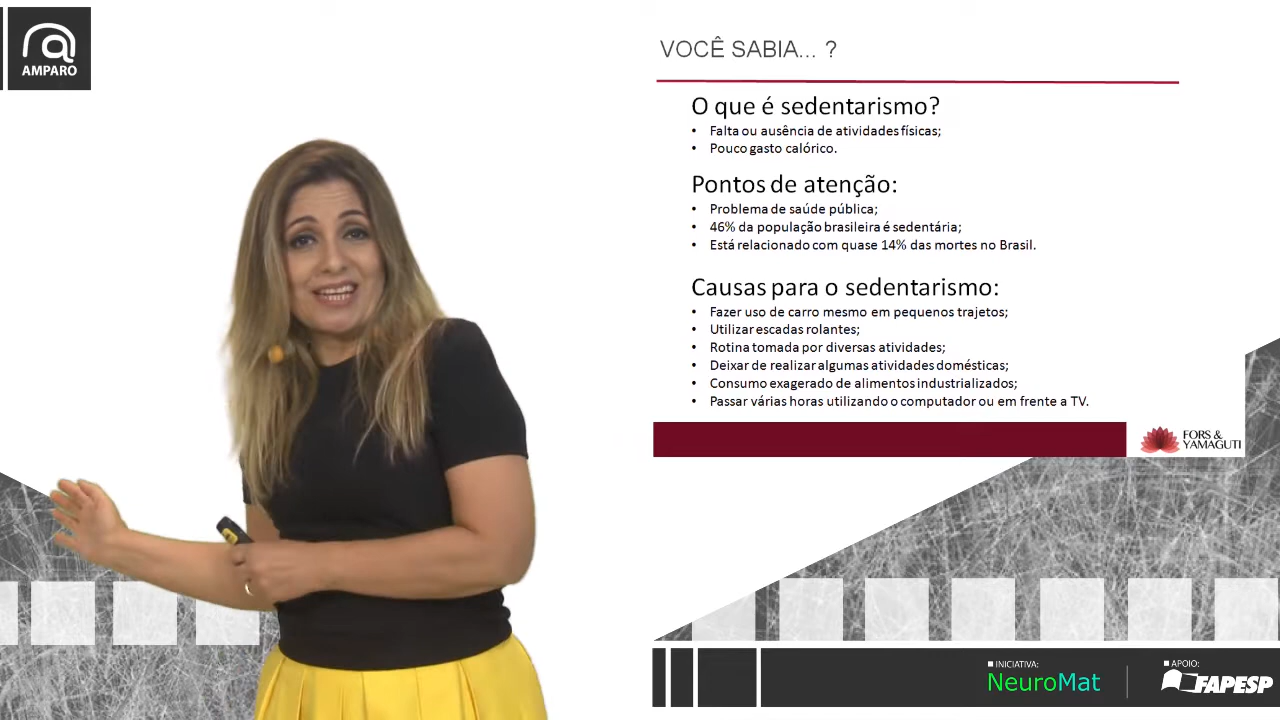 AMPARO
VOCÊ SABIA... ?
O que é sedentarismo?
• Falta ou ausência de atividades físicas;
• Pouco gasto calórico.
Pontos de atenção:
• Problema de saúde pública;
• 46% da população brasileira é sedentária;
• Está relacionado com quase 14% das mortes no Brasil.
Causas para o sedentarismo:
• Fazer uso de carro mesmo em pequenos trajetos;
• Utilizar escadas rolantes;
• Rotina tomada por diversas atividades;
• Deixar de realizar algumas atividades domésticas;
• Consumo exagerado de alimentos industrializados;
• Passar várias horas utilizando o computador ou em frente a TV.
FORS &
YAMAGUTI
INICIATIVA:
NeuroMat
APOIO:
FAPESP